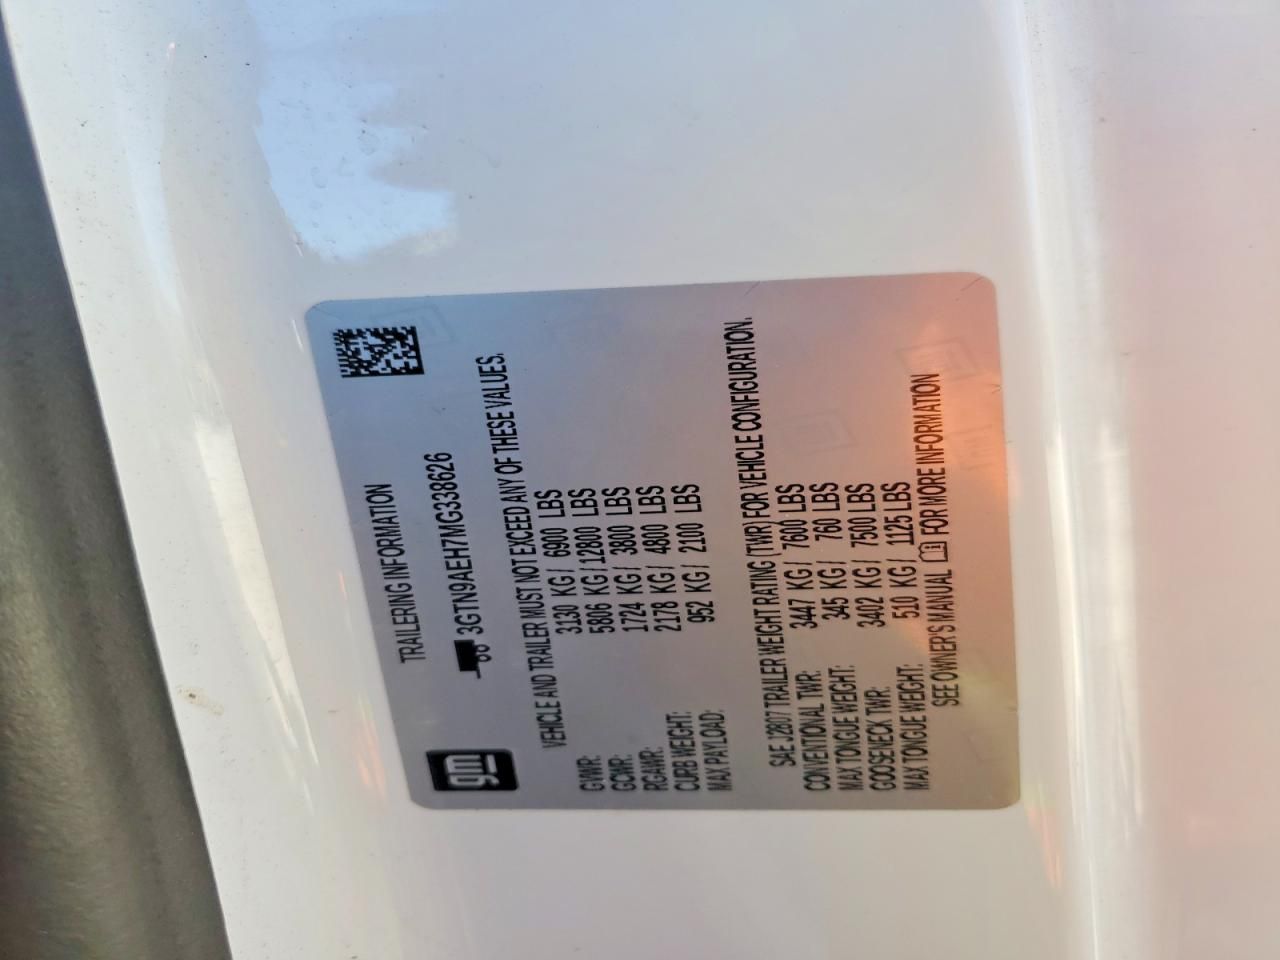 TRAILERING INFORMATION
gm
3GTN9AEH7MG338626
VEHICLE AND TRAILER MUST NOT EXCEED ANY OF THESE VALUES.
GVWR: 3130 KG / 6900 LBS
GCWR: 5806 KG / 12800 LBS
RGAWR: 1724 KG / 3800 LBS
CURB WEIGHT: 2178 KG / 4800 LBS
MAX PAYLOAD: 952 KG / 2100 LBS
SAE J2807 TRAILER WEIGHT RATING (TWR) FOR VEHICLE CONFIGURATION.
CONVENTIONAL TWR: 3447 KG / 7600 LBS
MAX TONGUE WEIGHT: 345 KG / 760 LBS
GOOSENECK TWR: 3402 KG / 7500 LBS
MAX TONGUE WEIGHT: 510 KG / 1125 LBS
SEE OWNER'S MANUAL FOR MORE INFORMATION